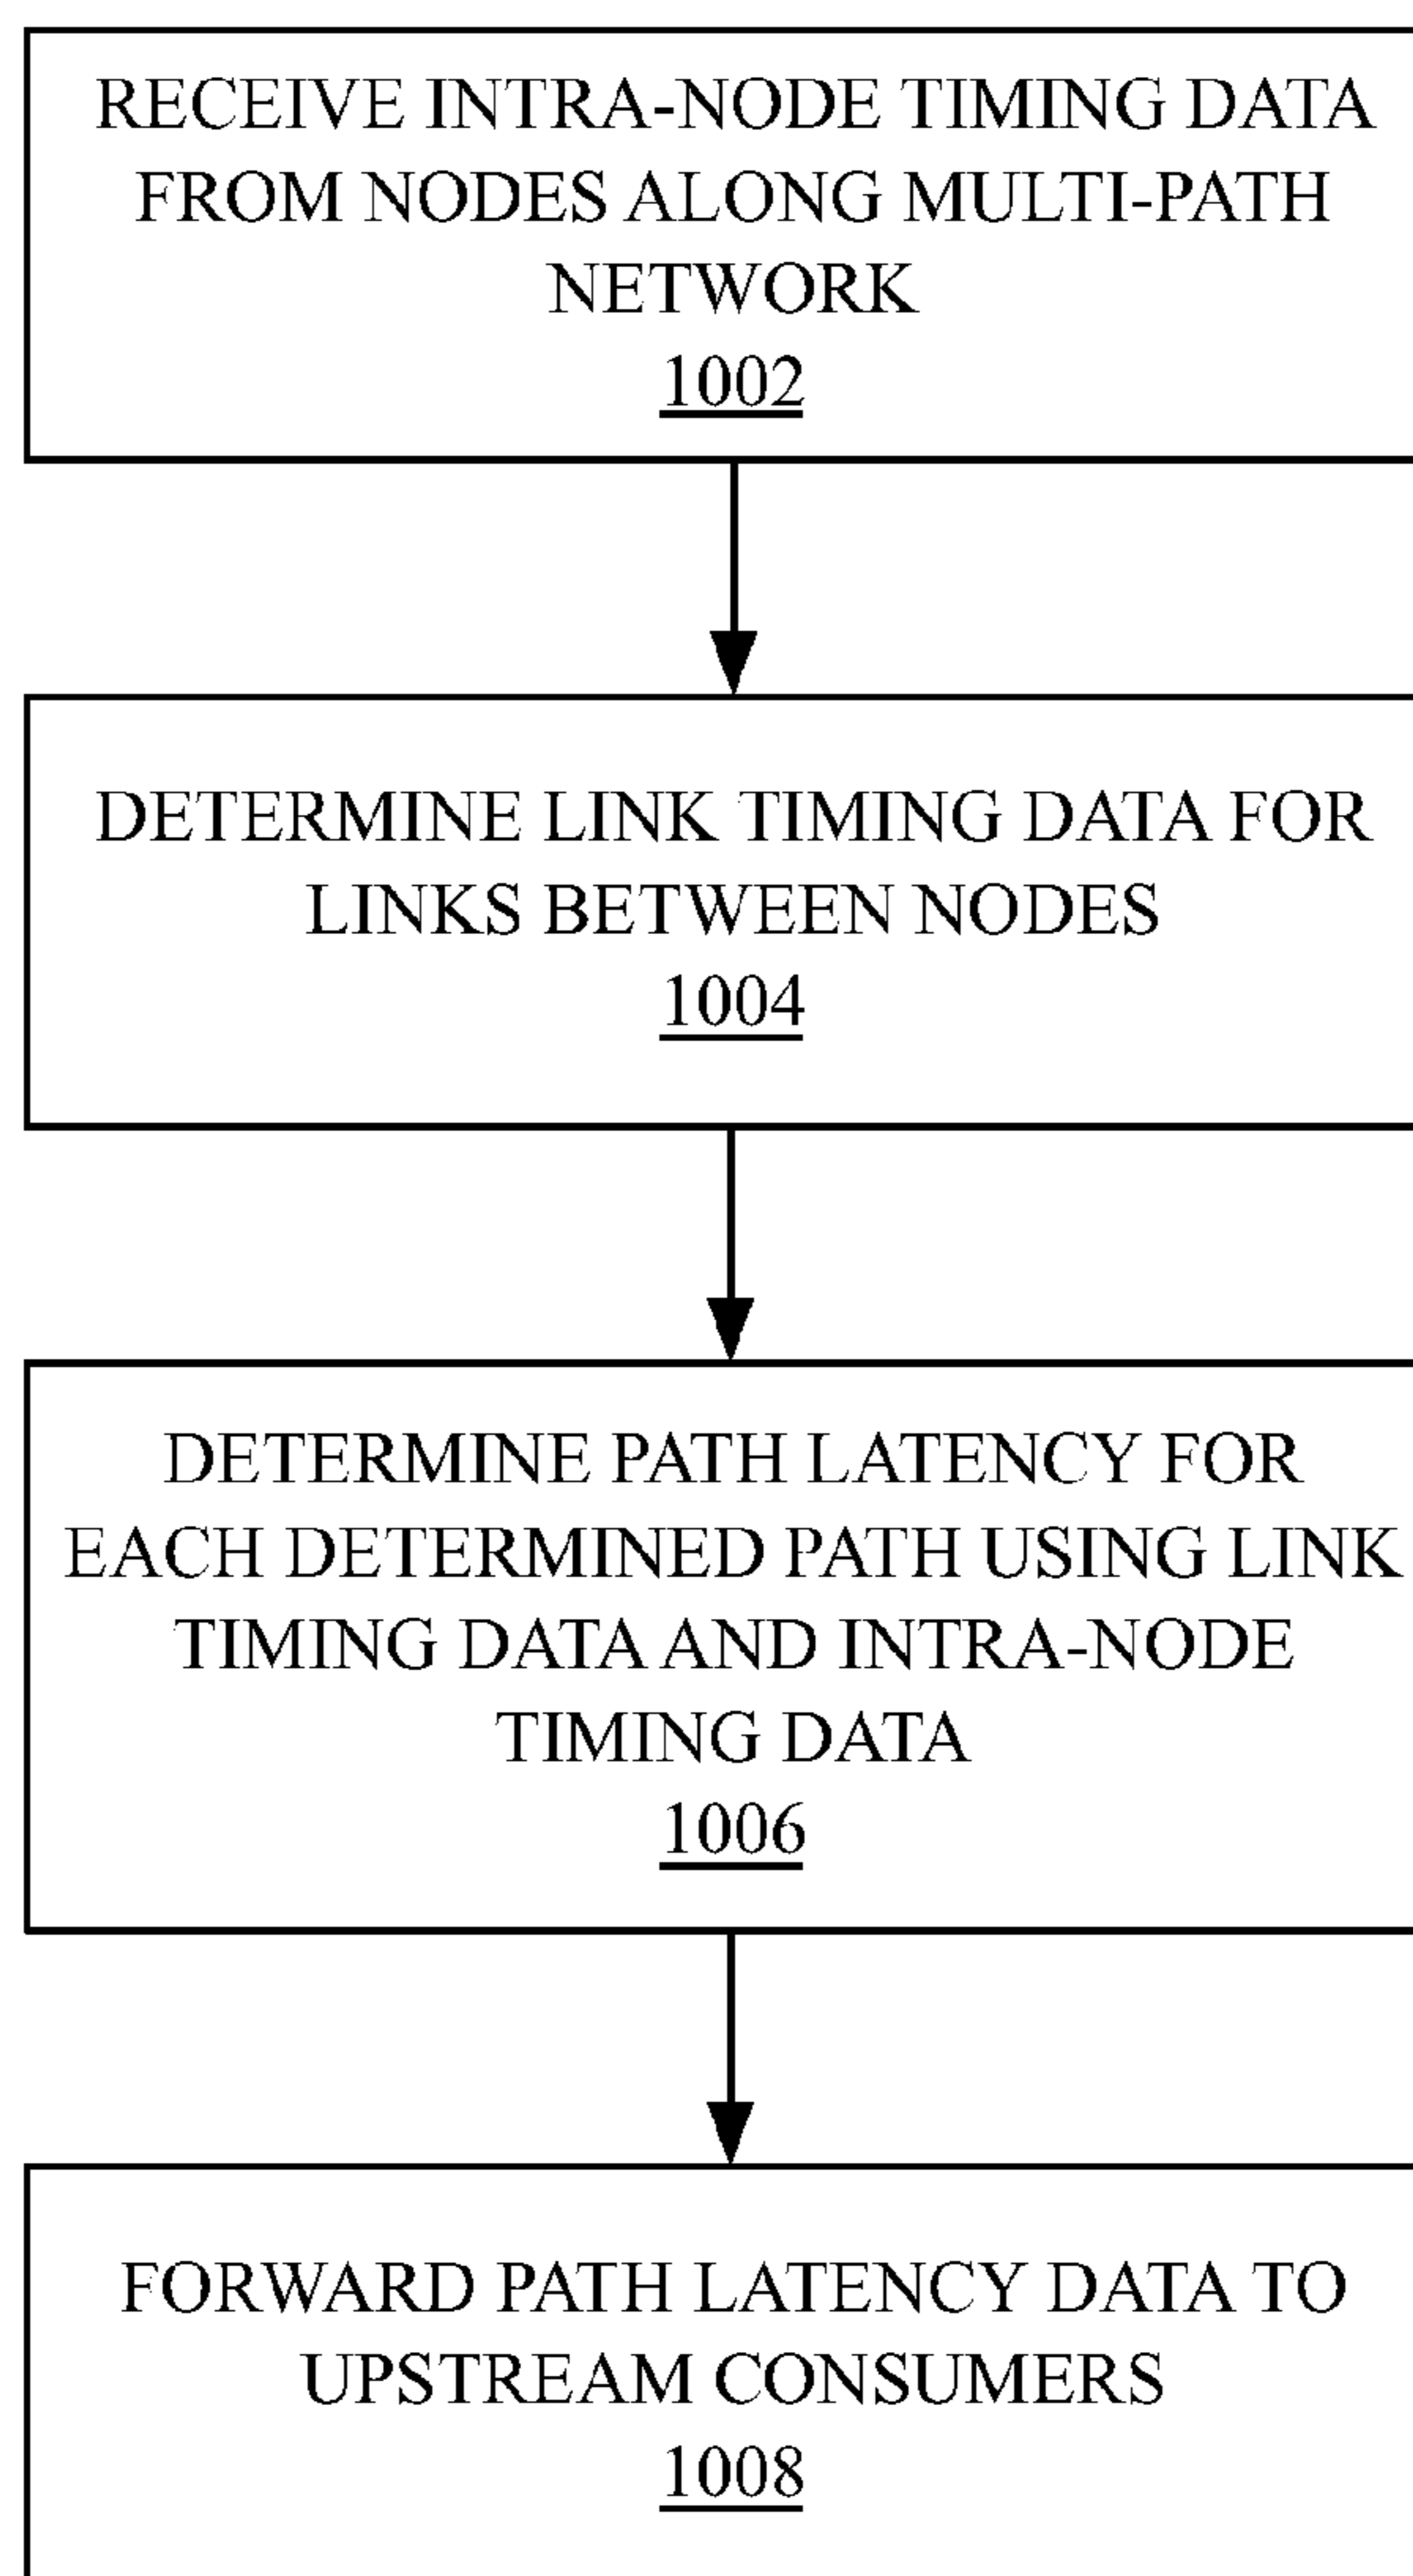 RECEIVE INTRA-NODE TIMING DATA
FROM NODES ALONG MULTI-PATH
NETWORK
1002
DETERMINE LINK TIMING DATA FOR
LINKS BETWEEN NODES
1004
DETERMINE PATH LATENCY FOR
EACH DETERMINED PATH USING LINK
TIMING DATA AND INTRA-NODE
TIMING DATA
1006
FORWARD PATH LATENCY DATA TO
UPSTREAM CONSUMERS
1008